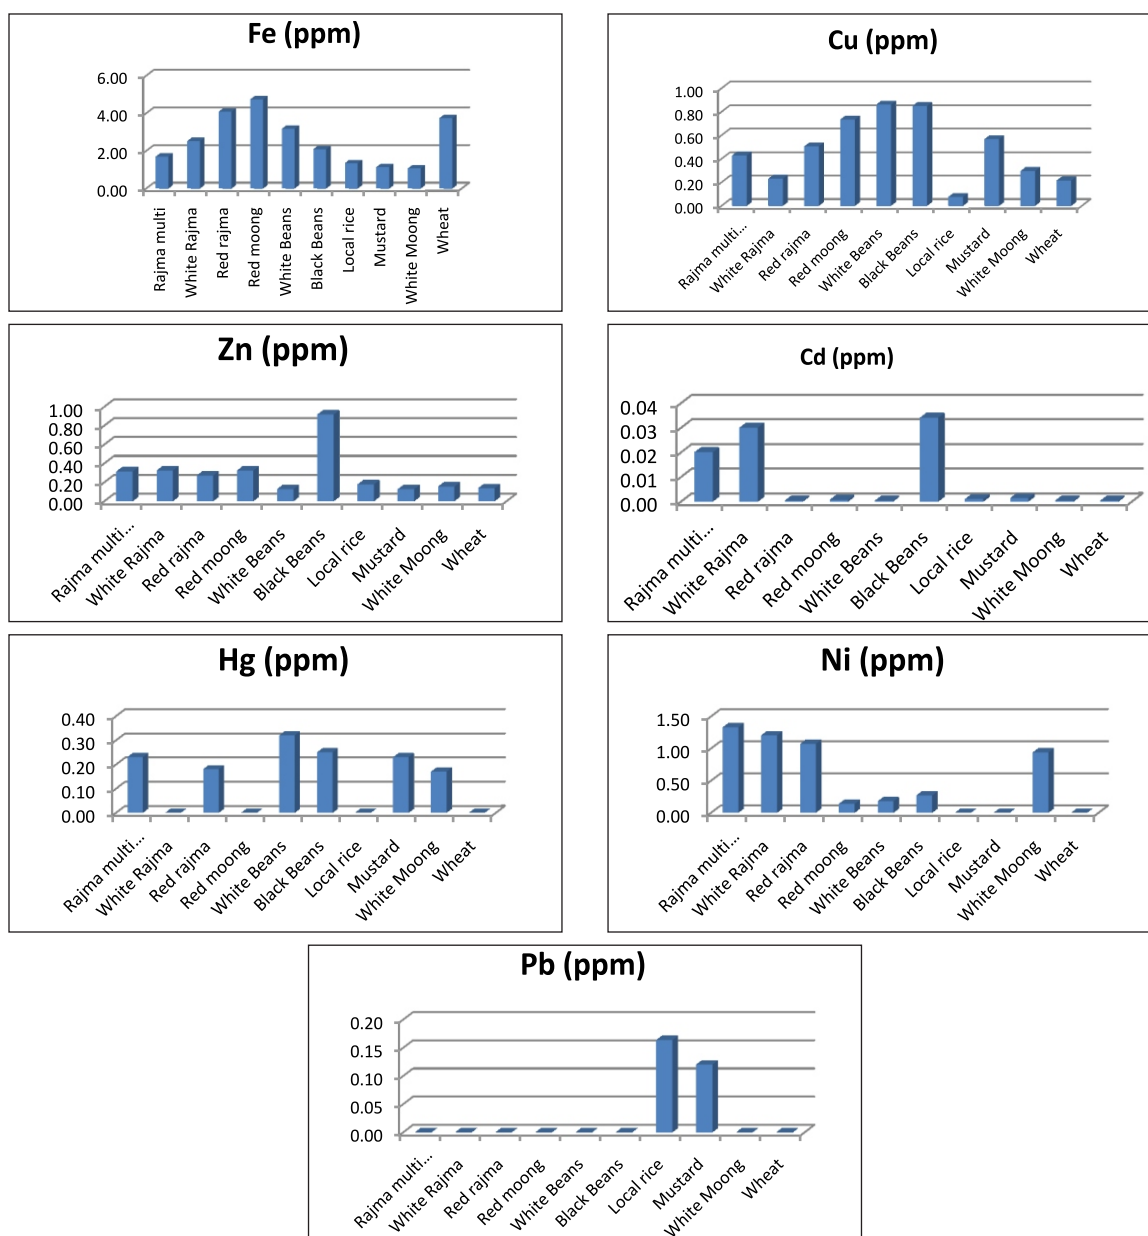 Fe (ppm)
6.00
4.00
2.00
0.00
Rajma multi
White Rajma
Red rajma
Red moong
White Beans
Black Beans
Local rice
Mustard
White Moong
Wheat
Cu (ppm)
1.00
0.80
0.60
0.40
0.20
0.00
Rajma multi...
White Rajma
Red rajma
Red moong
White Beans
Black Beans
Local rice
Mustard
White Moong
Wheat
Zn (ppm)
1.00
0.80
0.60
0.40
0.20
0.00
Rajma multi...
White Rajma
Red rajma
Red moong
White Beans
Black Beans
Local rice
Mustard
White Moong
Wheat
Cd (ppm)
0.04
0.03
0.02
0.01
0.00
Rajma multi...
White Rajma
Red rajma
Red moong
White Beans
Black Beans
Local rice
Mustard
White Moong
Wheat
Hg (ppm)
0.40
0.30
0.20
0.10
0.00
Rajma multi...
White Rajma
Red rajma
Red moong
White Beans
Black Beans
Local rice
Mustard
White Moong
Wheat
Ni (ppm)
1.50
1.00
0.50
0.00
Rajma multi...
White Rajma
Red rajma
Red moong
White Beans
Black Beans
Local rice
Mustard
White Moong
Wheat
Pb (ppm)
0.20
0.15
0.10
0.05
0.00
Rajma multi...
White Rajma
Red rajma
Red moong
White Beans
Black Beans
Local rice
Mustard
White Moong
Wheat